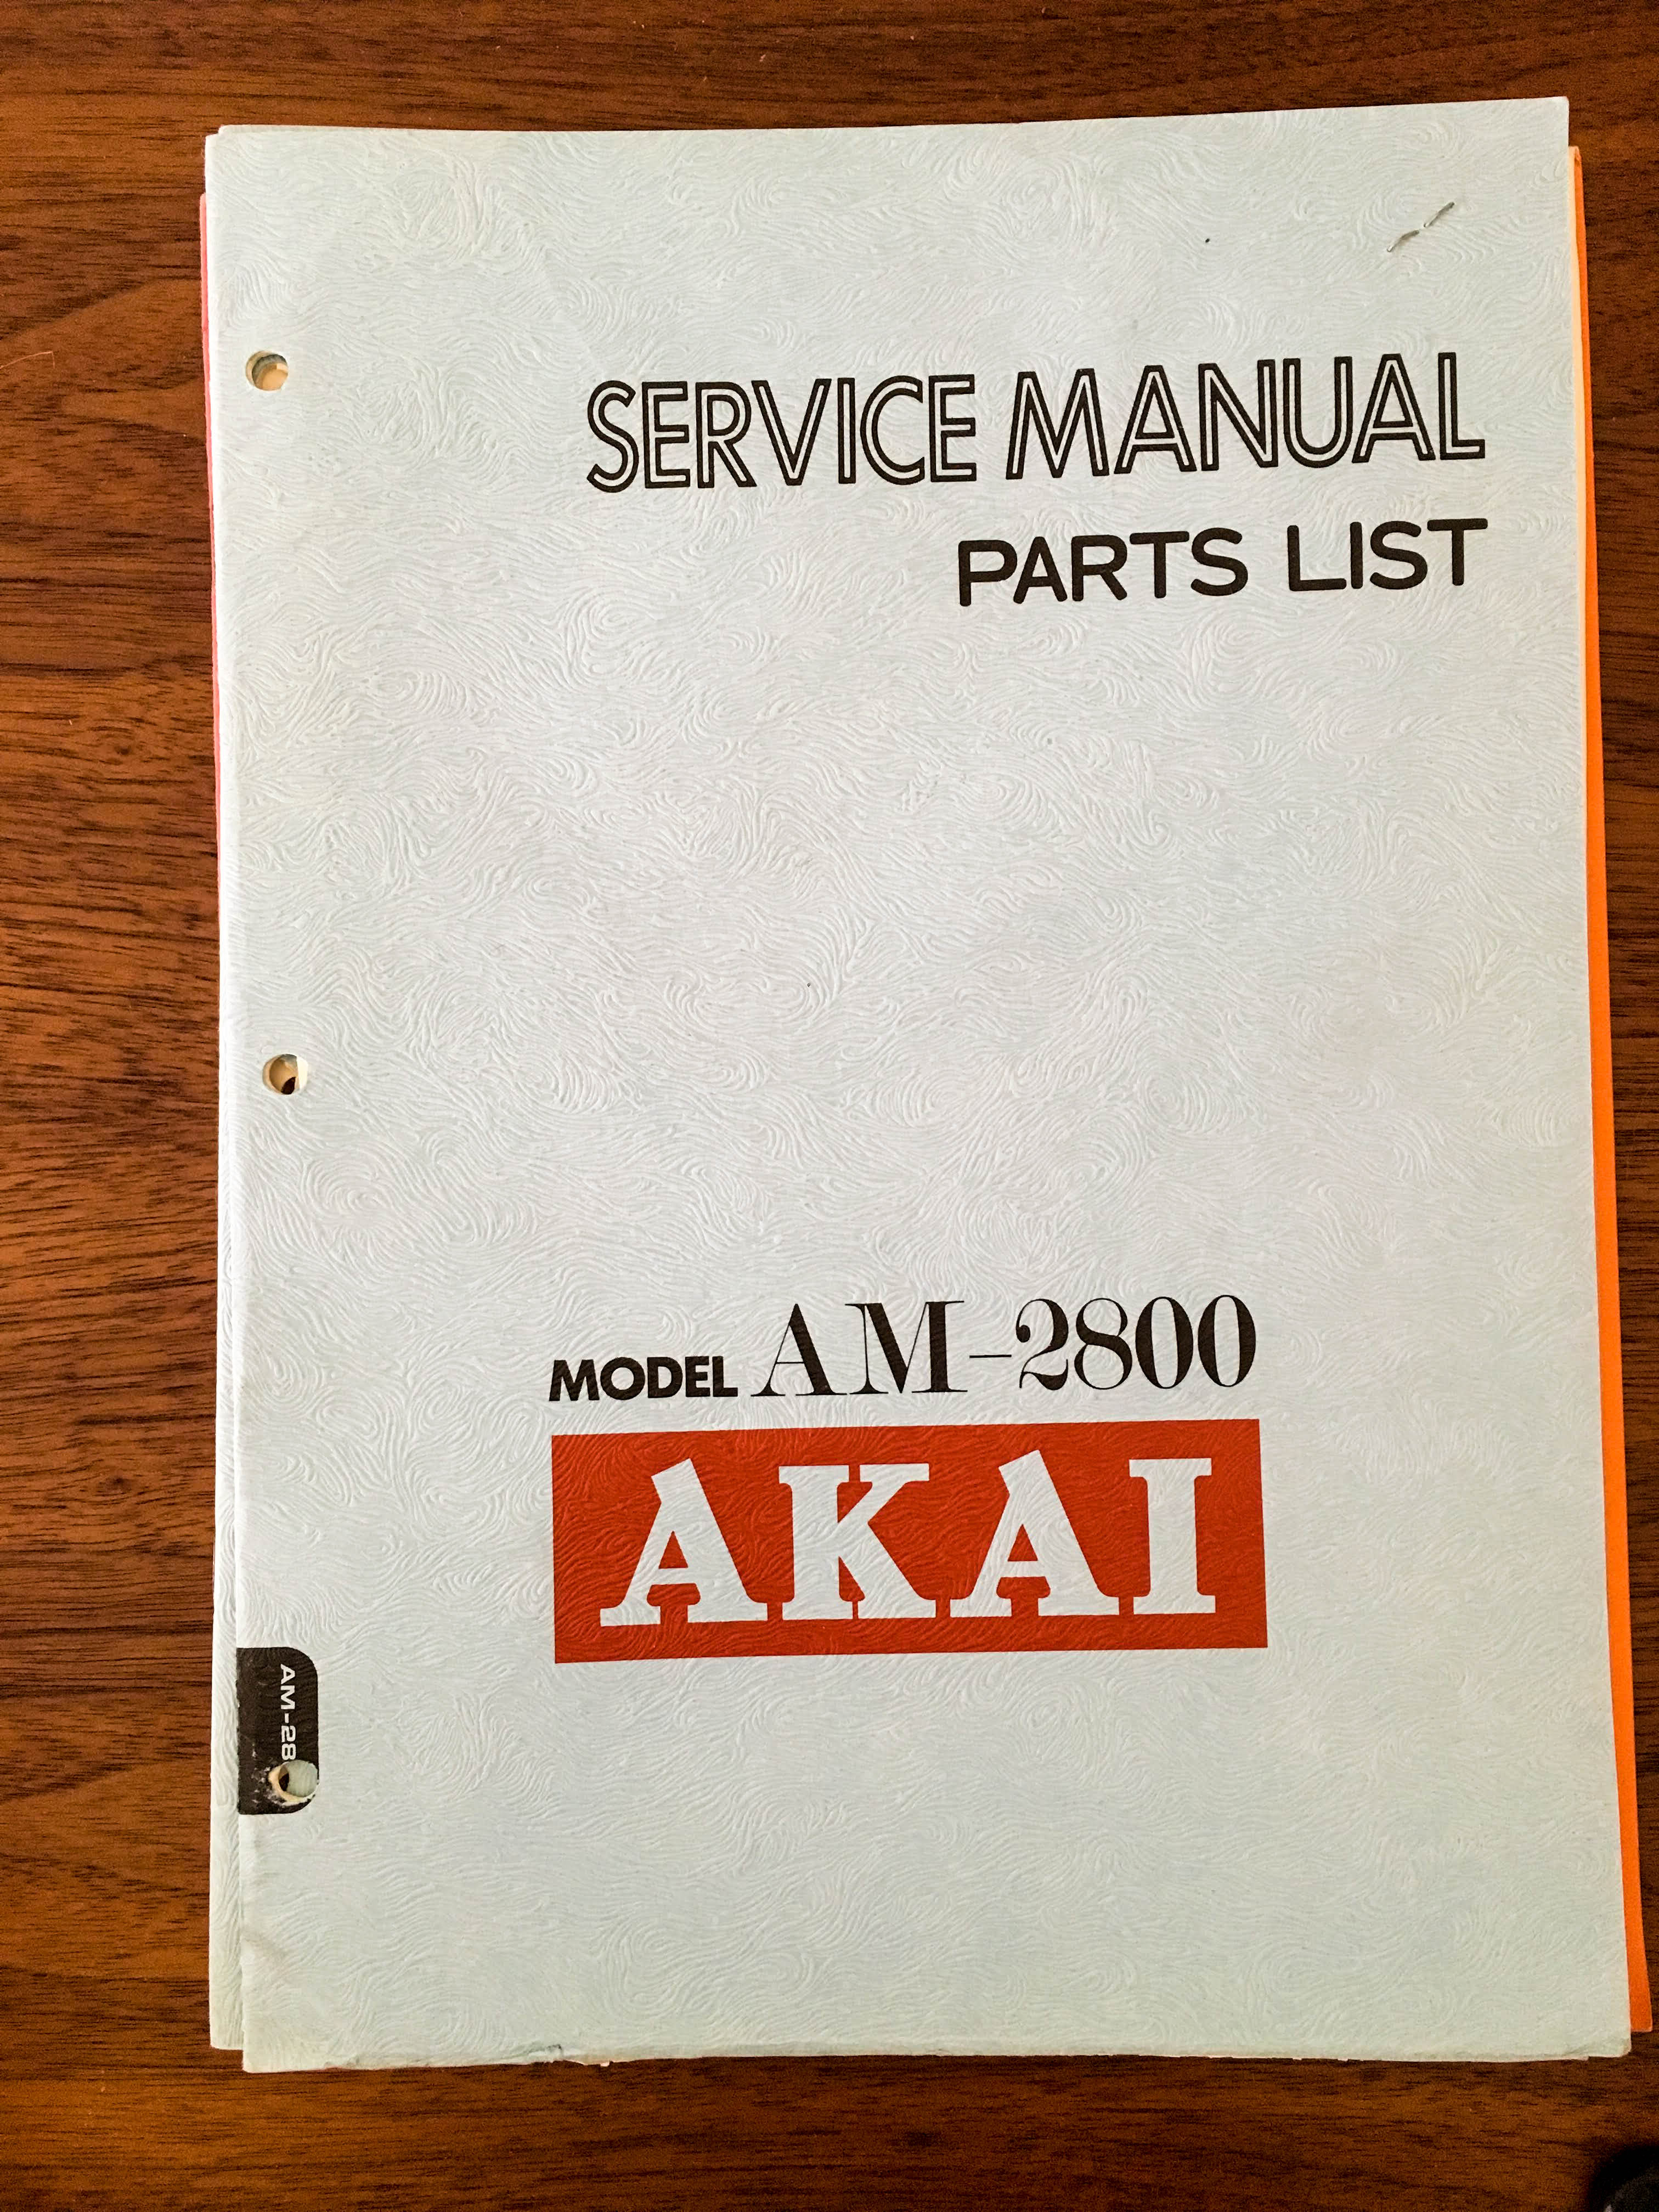 SERVICE MANUAL
PARTS LIST
MODEL AM-2800
AKAI
AM-28